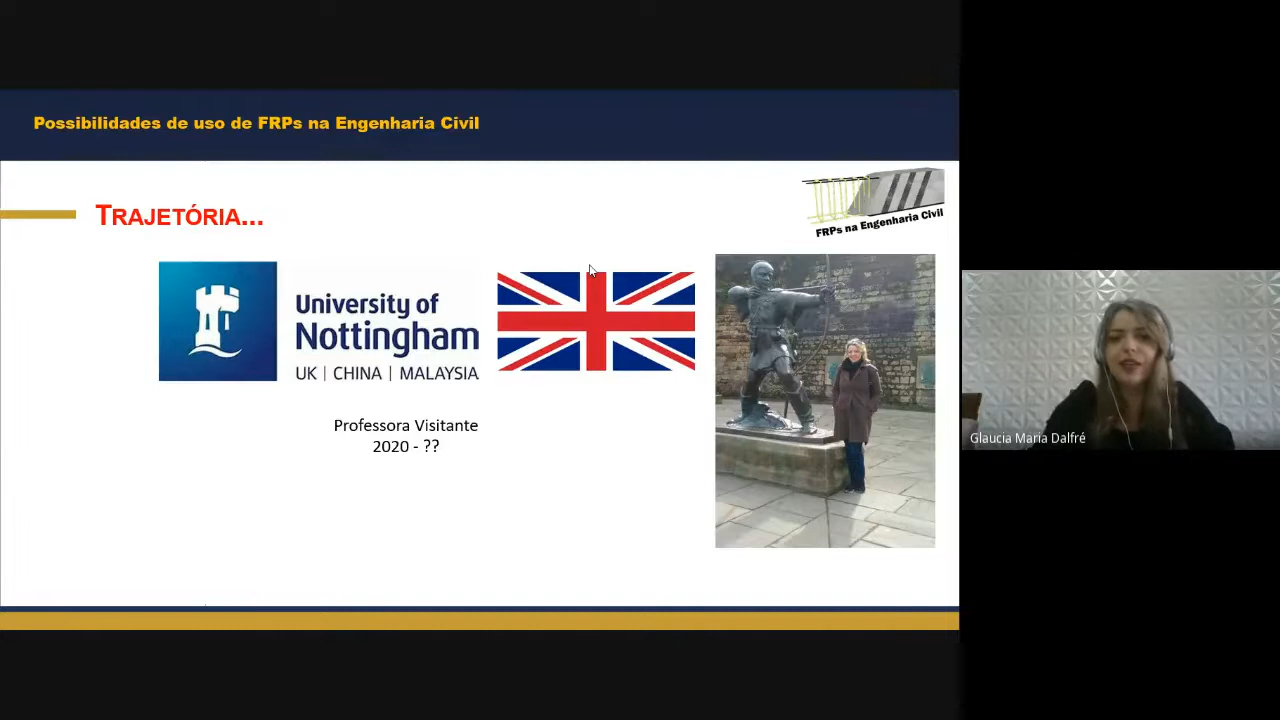 Possibilidades de uso de FRPs na Engenharia Civil
TRAJETÓRIA...
FRPs na Engenharia Civil
University of
Nottingham
UK | CHINA | MALAYSIA
Professora Visitante
2020 - ??
Glaucia Maria Dalfré